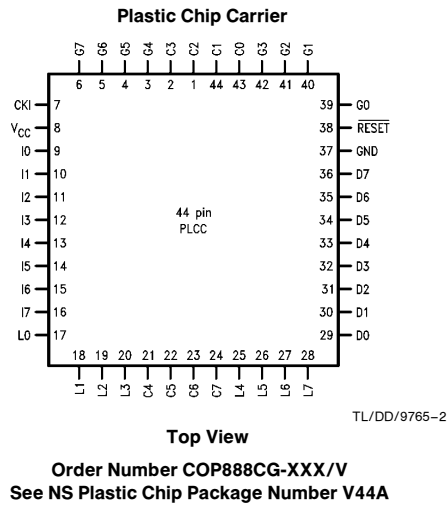 Plastic Chip Carrier
G7 G6 G5 G4 C3 C2 C1 C0 G3 G2 G1
6 5 4 3 2 1 44 43 42 41 40
CKI 7 39 G0
VCC 8 38 RESET
I0 9 37 GND
I1 10 36 D7
I2 11 35 D6
I3 12 34 D5
I4 13 33 D4
I5 14 32 D3
I6 15 31 D2
I7 16 30 D1
L0 17 29 D0
44 pin
PLCC
18 19 20 21 22 23 24 25 26 27 28
L1 L2 L3 C4 C5 C6 C7 L4 L5 L6 L7
TL/DD/9765–2
Top View
Order Number COP888CG-XXX/V
See NS Plastic Chip Package Number V44A